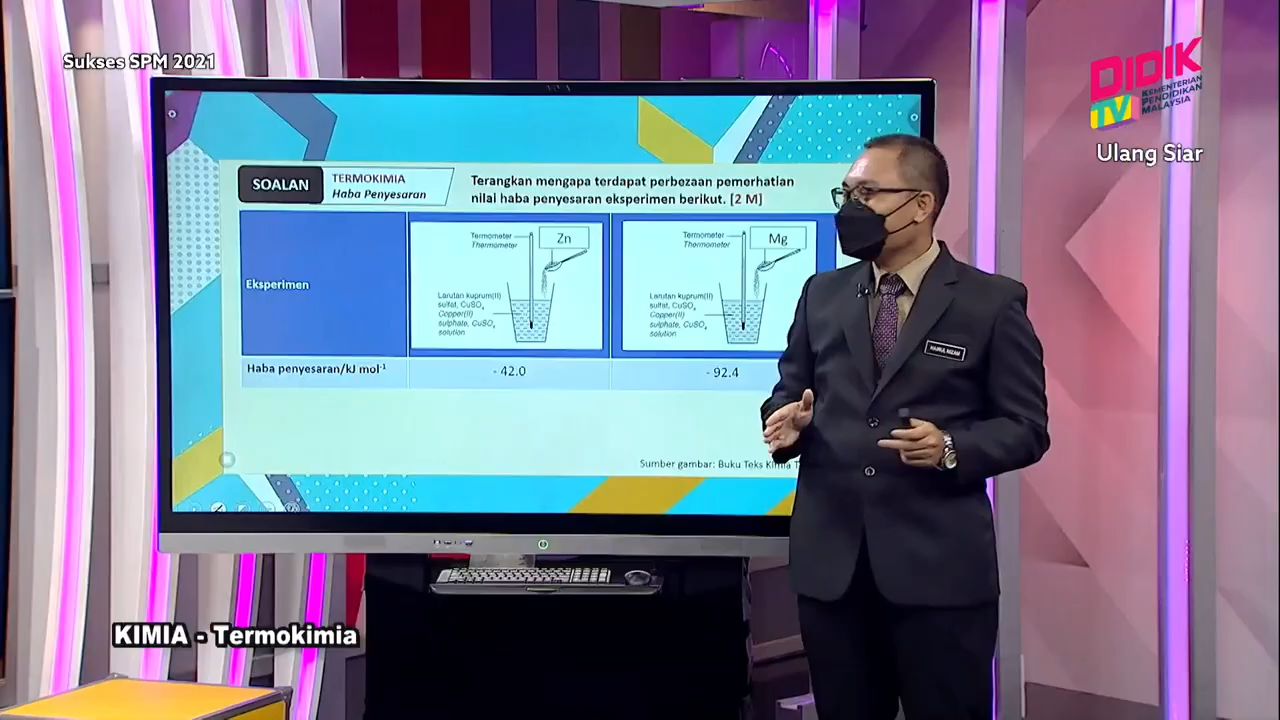 Sukses SPM 2021
DIDIK
TV
KEMENTERIAN
PENDIDIKAN
MALAYSIA
Ulang Siar
SOALAN
TERMOKIMIA
Haba Penyesaran
Terangkan mengapa terdapat perbezaan pemerhatian
nilai haba penyesaran eksperimen berikut. [2 M]
Eksperimen
Termometer
Thermometer
Zn
Larutan kuprum(II)
sulfat, CuSO₄
Copper(II)
sulphate, CuSO₄
solution
Termometer
Thermometer
Mg
Larutan kuprum(II)
sulfat, CuSO₄
Copper(II)
sulphate, CuSO₄
solution
Haba penyesaran/kJ mol⁻¹
- 42.0
- 92.4
Sumber gambar: Buku Teks Kimia T
HAIRUL NIZAM
KIMIA - Termokimia